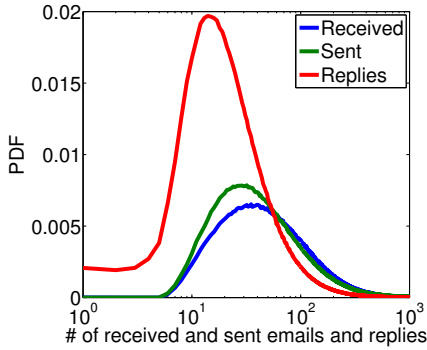 0.02
0.015
0.01
0.005
0
PDF
Received
Sent
Replies
10^0
10^1
10^2
10^3
# of received and sent emails and replies